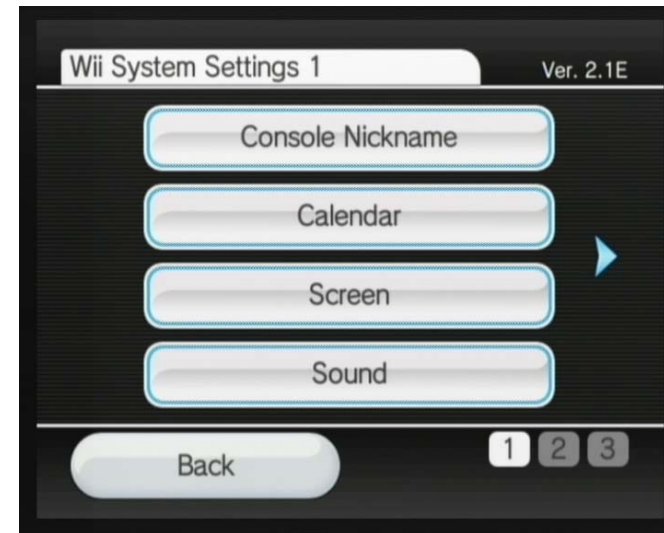 Wii System Settings 1
Ver. 2.1E
Console Nickname
Calendar
Screen
Sound
Back
1 2 3